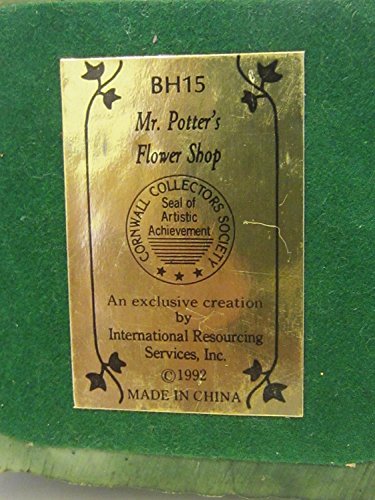 BH15
Mr. Potter's
Flower Shop
CORNWALL COLLECTORS SOCIETY
Seal of
Artistic
Achievement
An exclusive creation
by
International Resourcing
Services, Inc.
©1992
MADE IN CHINA